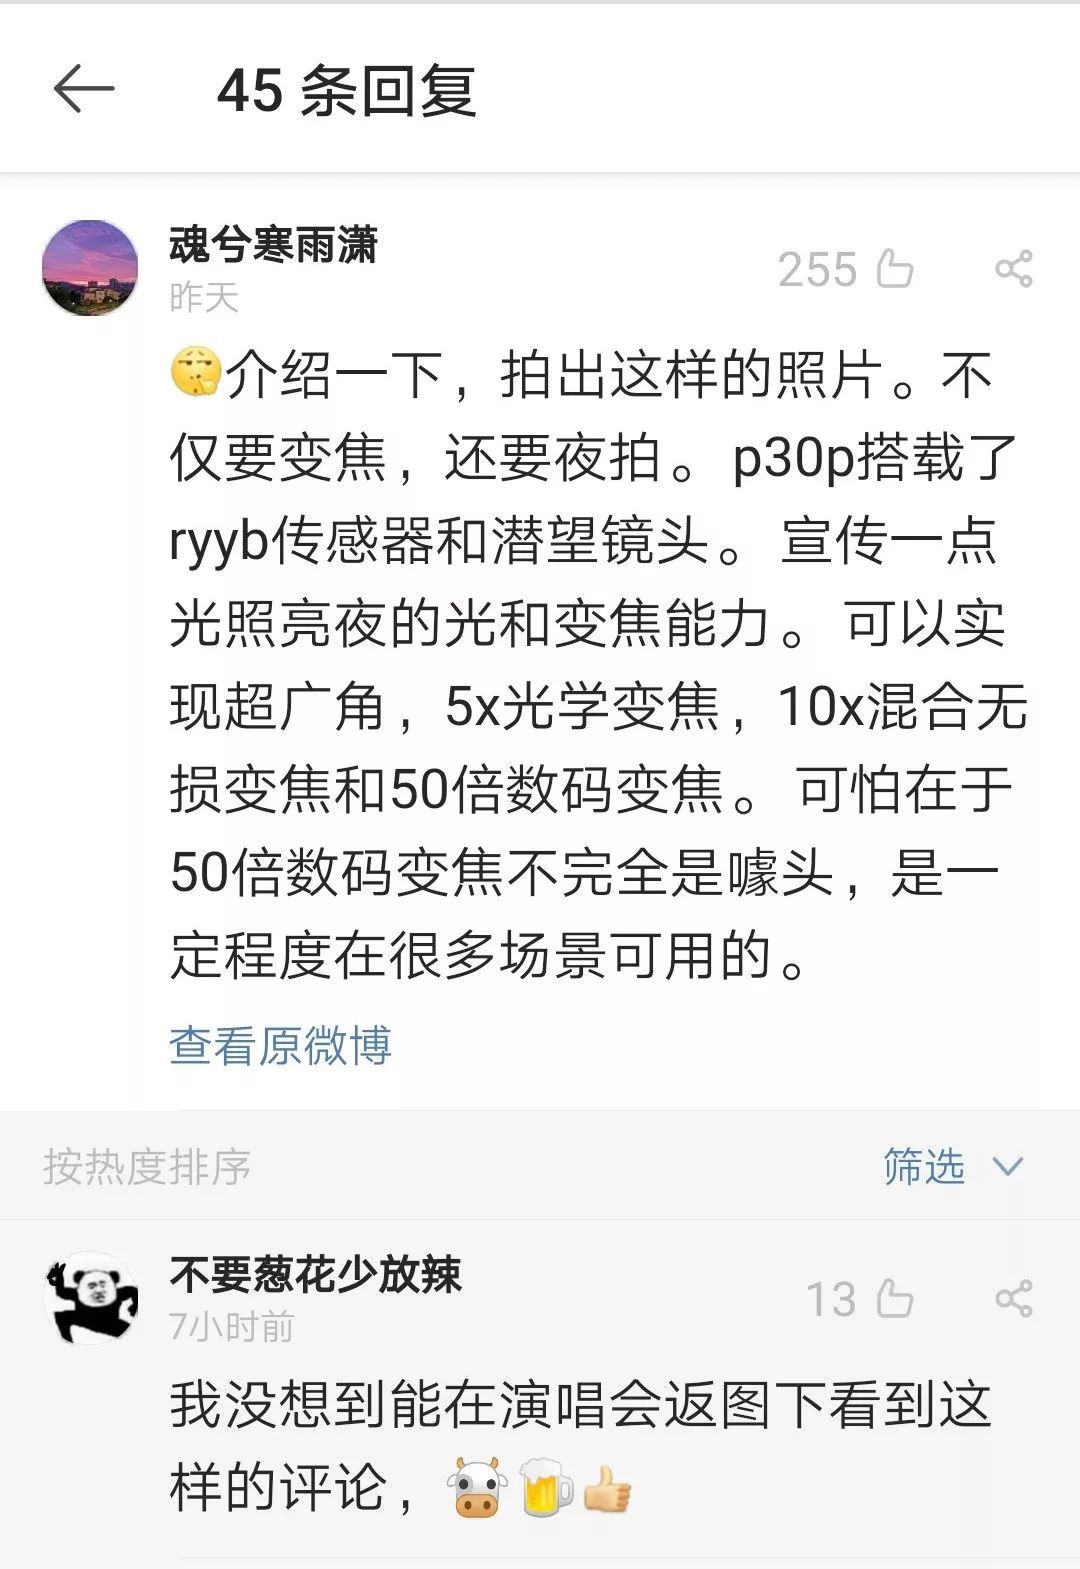 45 条回复
魂兮寒雨潇
昨天
255
介绍一下，拍出这样的照片。不
仅要变焦，还要夜拍。p30p搭载了
ryyb传感器和潜望镜头。宣传一点
光照亮夜的光和变焦能力。可以实
现超广角，5x光学变焦，10x混合无
损变焦和50倍数码变焦。可怕在于
50倍数码变焦不完全是噱头，是一
定程度在很多场景可用的。
查看原微博
按热度排序
筛选
不要葱花少放辣
7小时前
13
我没想到能在演唱会返图下看到这
样的评论，🐮🍺👍